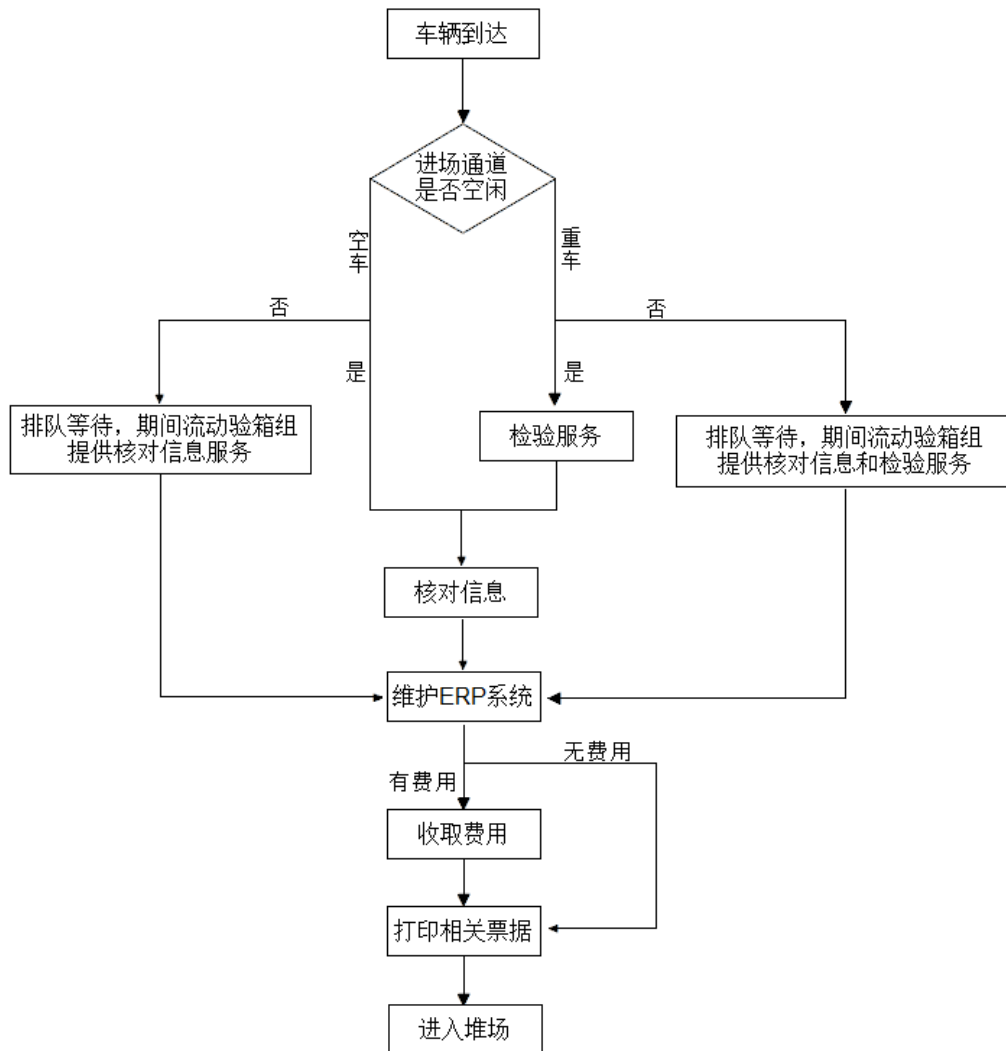 车辆到达
进场通道
是否空闲
空车
重车
否
否
是
是
排队等待，期间流动验箱组
提供核对信息服务
检验服务
排队等待，期间流动验箱组
提供核对信息和检验服务
核对信息
维护ERP系统
无费用
有费用
收取费用
打印相关票据
进入堆场